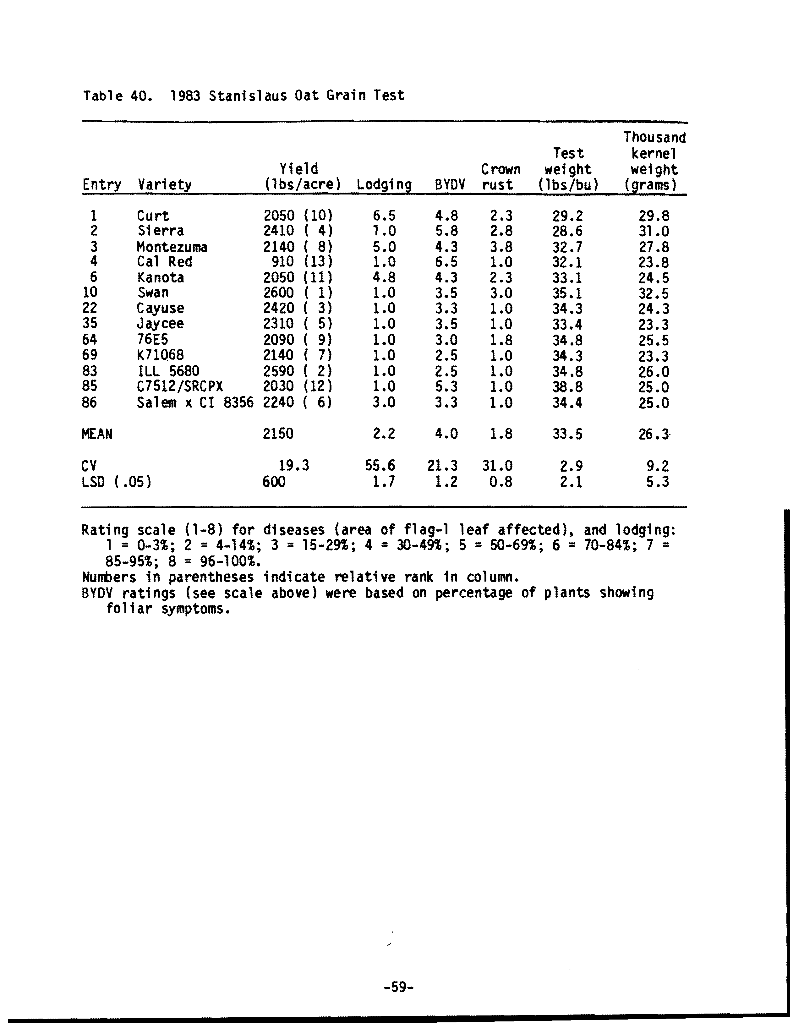 Table 40. 1983 Stanislaus Oat Grain Test
Thousand
Test kernel
Yield Crown weight weight
Entry Variety (lbs/acre) Lodging BYDV rust (lbs/bu) (grams)
1 Curt 2050 (10) 6.5 4.8 2.3 29.2 29.8
2 Sierra 2410 ( 4) 1.0 5.8 2.8 28.6 31.0
3 Montezuma 2140 ( 8) 5.0 4.3 3.8 32.7 27.8
4 Cal Red 910 (13) 1.0 6.5 1.0 32.1 23.8
6 Kanota 2050 (11) 4.8 4.3 2.3 33.1 24.5
10 Swan 2600 ( 1) 1.0 3.5 3.0 35.1 32.5
22 Cayuse 2420 ( 3) 1.0 3.3 1.0 34.3 24.3
35 Jaycee 2310 ( 5) 1.0 3.5 1.0 33.4 23.3
64 76E5 2090 ( 9) 1.0 3.0 1.8 34.8 25.5
69 K71068 2140 ( 7) 1.0 2.5 1.0 34.3 23.3
83 ILL 5680 2590 ( 2) 1.0 2.5 1.0 34.8 26.0
85 C7512/SRCPX 2030 (12) 1.0 5.3 1.0 38.8 25.0
86 Salem x CI 8356 2240 ( 6) 3.0 3.3 1.0 34.4 25.0
MEAN 2150 2.2 4.0 1.8 33.5 26.3
CV 19.3 55.6 21.3 31.0 2.9 9.2
LSD (.05) 600 1.7 1.2 0.8 2.1 5.3
Rating scale (1-8) for diseases (area of flag-1 leaf affected), and lodging:
1 = 0-3%; 2 = 4-14%; 3 = 15-29%; 4 = 30-49%; 5 = 50-69%; 6 = 70-84%; 7 =
85-95%; 8 = 96-100%.
Numbers in parentheses indicate relative rank in column.
BYDV ratings (see scale above) were based on percentage of plants showing
foliar symptoms.
-59-